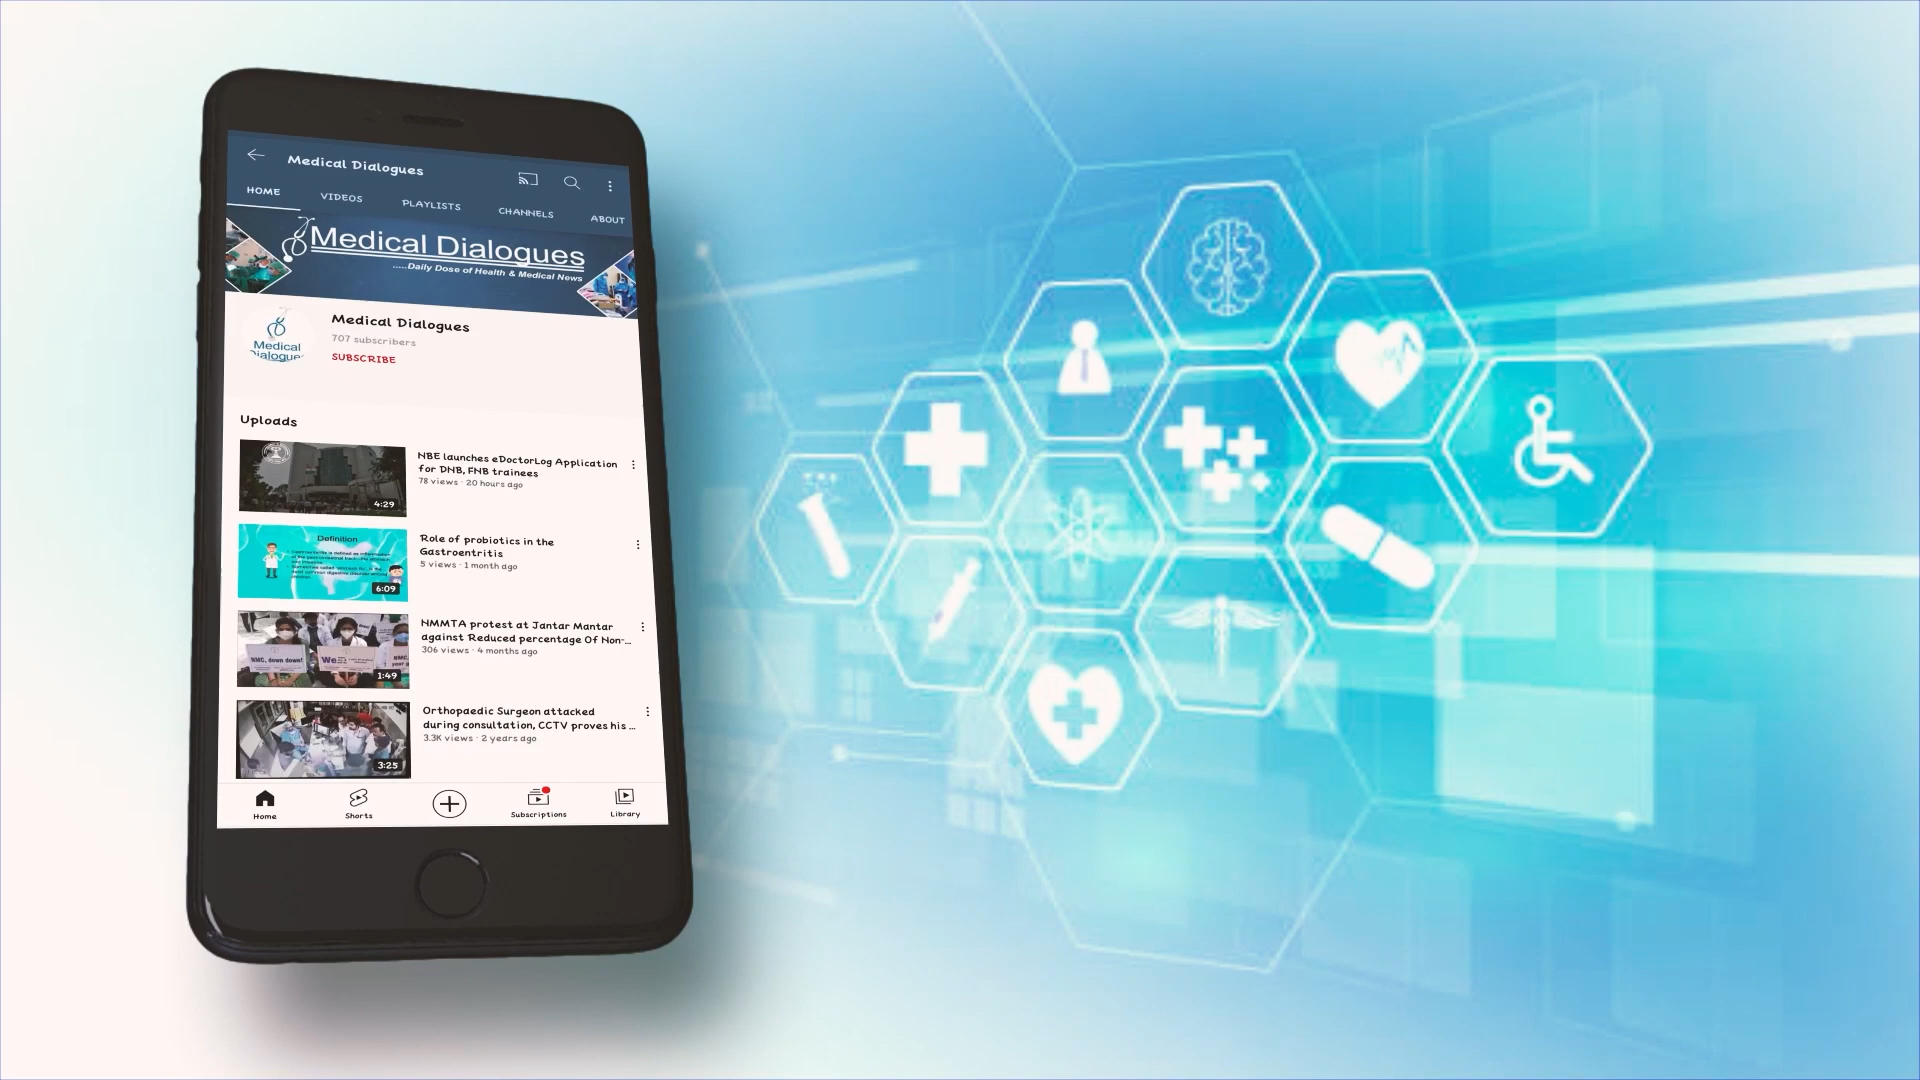 Medical Dialogues
HOME VIDEOS PLAYLISTS CHANNELS ABOUT
Medical Dialogues
.....Daily Dose of Health & Medical News
Medical
Dialogues
Medical Dialogues
707 subscribers
SUBSCRIBE
Uploads
4:29
NBE launches eDoctorLog Application
for DNB, FNB trainees
78 views · 20 hours ago
Definition
6:09
Role of probiotics in the
Gastroentritis
5 views · 1 month ago
NMC, down down!
We
NMC,
1:49
NMMTA protest at Jantar Mantar
against Reduced percentage Of Non-...
306 views · 4 months ago
3:25
Orthopaedic Surgeon attacked
during consultation, CCTV proves his ...
3.3K views · 2 years ago
Home Shorts Subscriptions Library